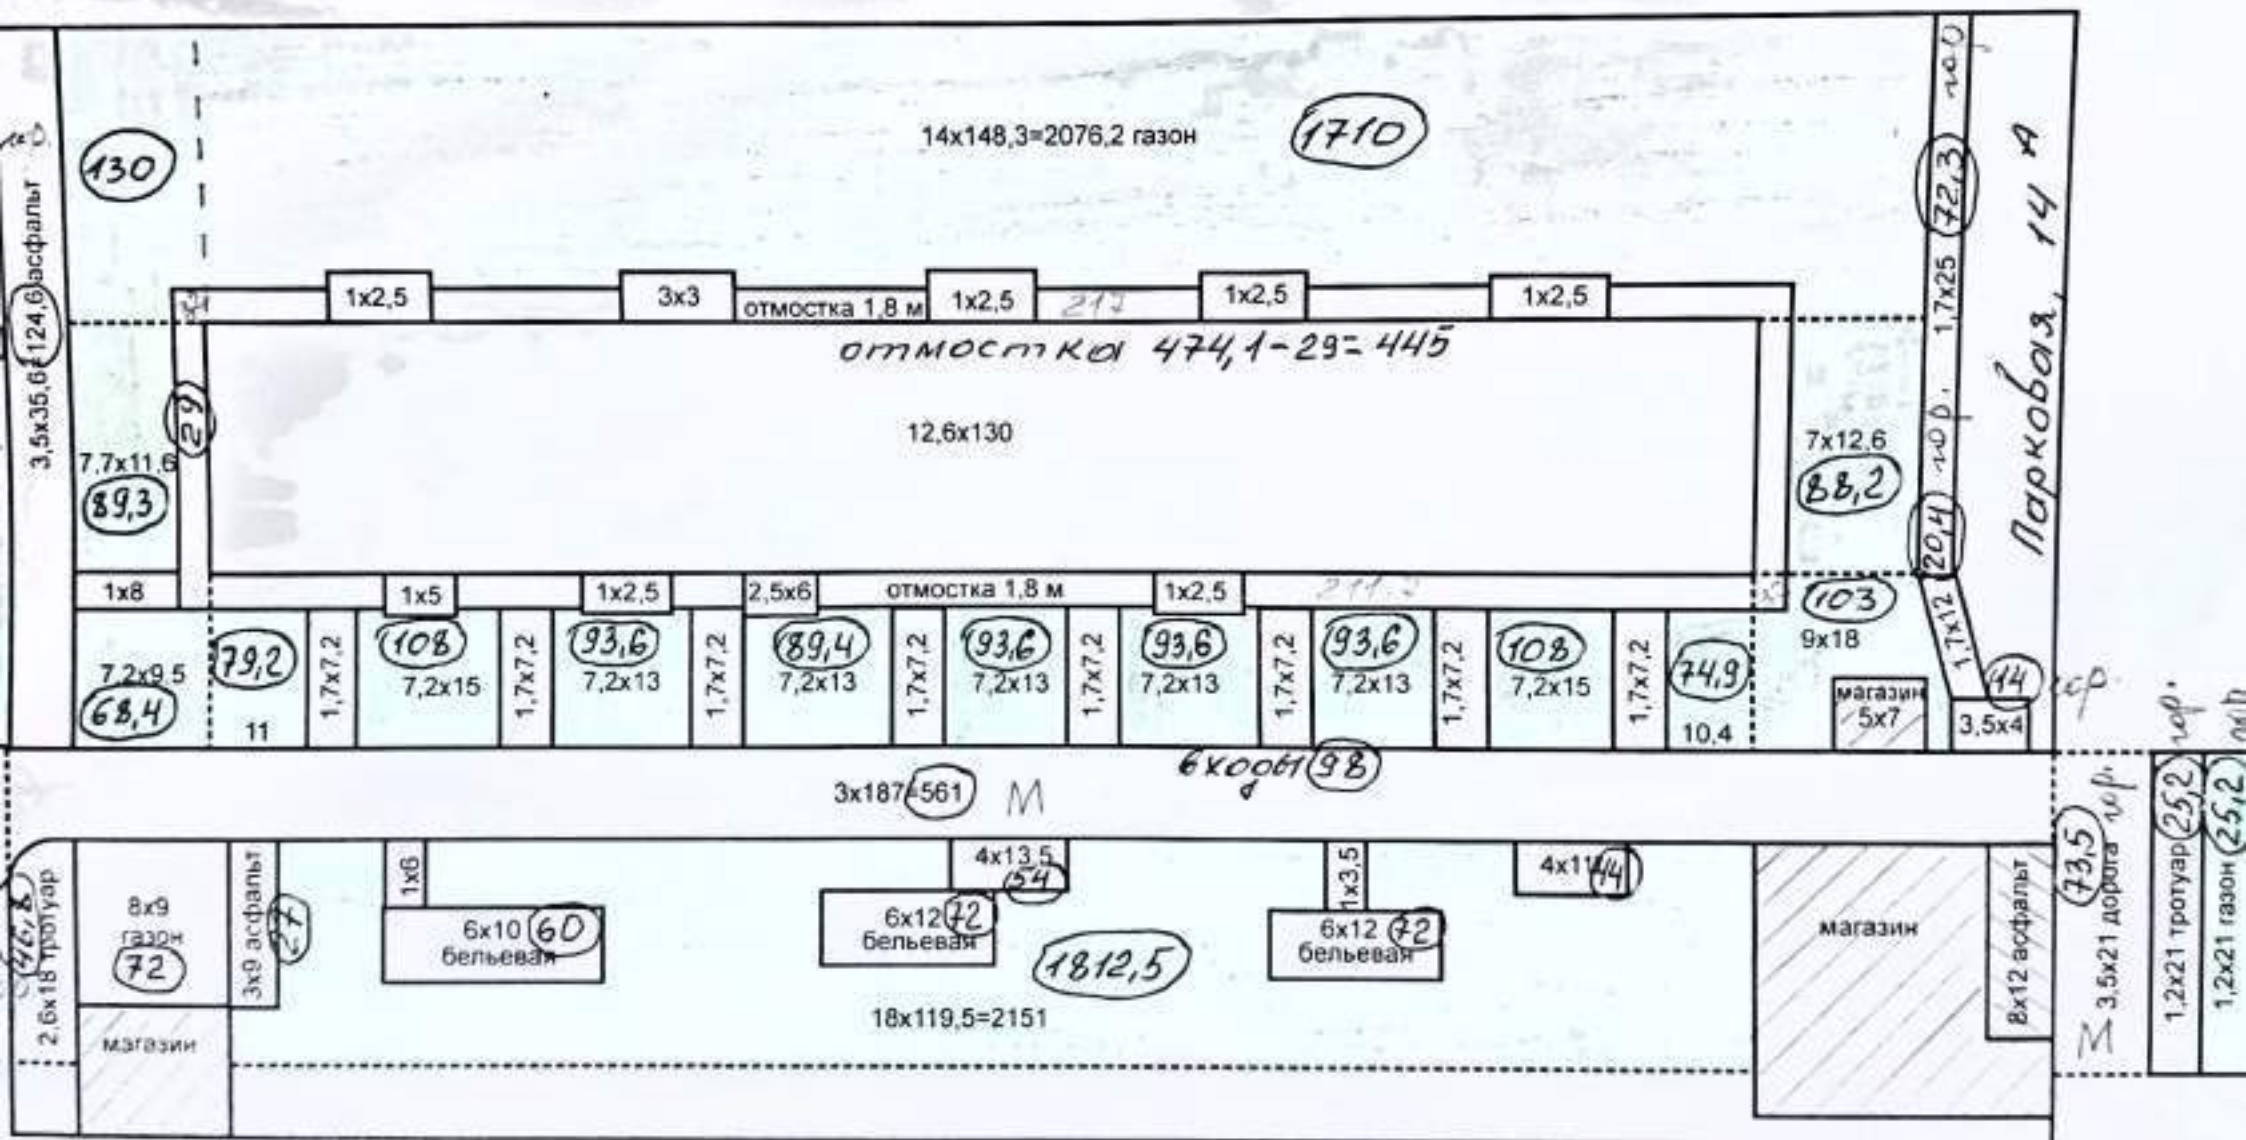 130
14x148,3=2076,2 газон
1710
3,5x35,6=124,6 асфальт
72,3
1,7x25
Парковая, 14 А
1x2,5
3x3
отмостка 1,8 м
1x2,5
217
1x2,5
1x2,5
отмостка 474,1-29=445
29
12,6x130
7,7x11,6
89,3
7x12,6
88,2
20,4
1x8
1x5
1x2,5
2,5x6
отмостка 1,8 м
1x2,5
103
9x18
1,7x12
7,2x9,5
68,4
79,2
11
1,7x7,2
108
7,2x15
1,7x7,2
93,6
7,2x13
1,7x7,2
89,4
7,2x13
1,7x7,2
93,6
7,2x13
1,7x7,2
93,6
7,2x13
1,7x7,2
93,6
7,2x13
1,7x7,2
108
7,2x15
1,7x7,2
74,9
10,4
магазин
5x7
14
гор.
3,5x4
3x187=561
М
входы 98
46,8
2,6x18 тротуар
8x9
газон
72
3x9 асфальт
27
магазин
1x6
6x10 60
бельевая
4x13,5
54
6x12 72
бельевая
1812,5
18x119,5=2151
1x3,5
6x12 72
бельевая
4x11 44
магазин
8x12 асфальт
73,5
3,5x21 дорога гор.
М
1,2x21 тротуар 25,2 гор.
1,2x21 газон 25,2